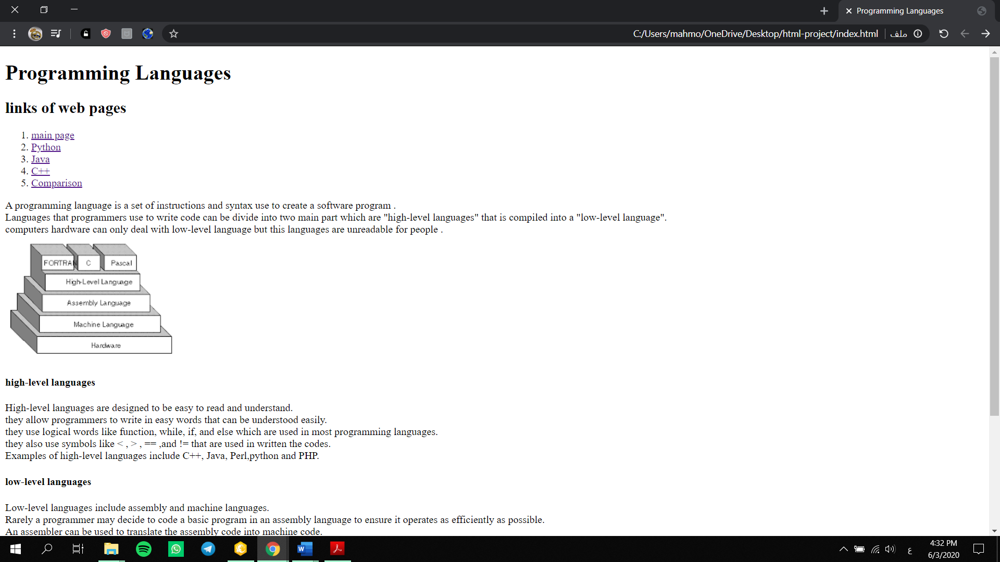 Programming Languages
C:/Users/mahmo/OneDrive/Desktop/html-project/index.html
ملف
Programming Languages
links of web pages
1. main page
2. Python
3. Java
4. C++
5. Comparison
A programming language is a set of instructions and syntax use to create a software program .
Languages that programmers use to write code can be divide into two main part which are "high-level languages" that is compiled into a "low-level language".
computers hardware can only deal with low-level language but this languages are unreadable for people .
FORTRAN C Pascal
High-Level Language
Assembly Language
Machine Language
Hardware
high-level languages
High-level languages are designed to be easy to read and understand.
they allow programmers to write in easy words that can be understood easily.
they use logical words like function, while, if, and else which are used in most programming languages.
they also use symbols like < , > , == ,and != that are used in written the codes.
Examples of high-level languages include C++, Java, Perl,python and PHP.
low-level languages
Low-level languages include assembly and machine languages.
Rarely a programmer may decide to code a basic program in an assembly language to ensure it operates as efficiently as possible.
An assembler can be used to translate the assembly code into machine code.
ع
4:32 PM
6/3/2020